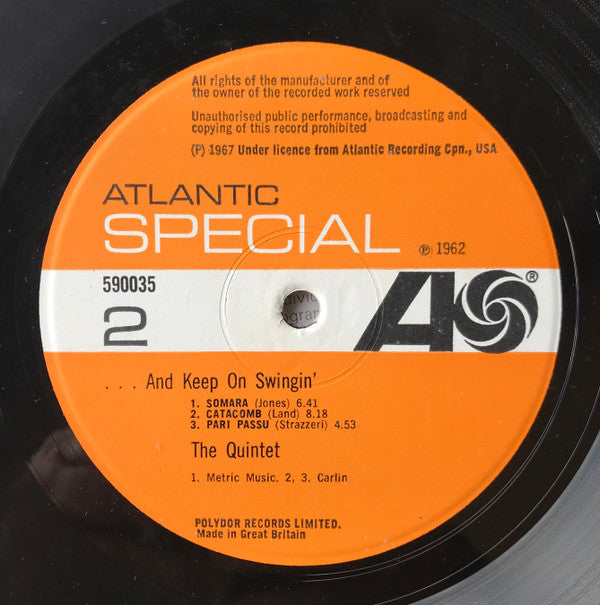 All rights of the manufacturer and of
the owner of the recorded work reserved
Unauthorised public performance, broadcasting and
copying of this record prohibited
(P) 1967 Under licence from Atlantic Recording Cpn., USA
ATLANTIC
SPECIAL ℗ 1962
590035
2
A ®
. . . And Keep On Swingin'
1. SOMARA (Jones) 6.41
2. CATACOMB (Land) 8.18
3. PARI PASSU (Strazzeri) 4.53
The Quintet
1. Metric Music. 2, 3. Carlin
POLYDOR RECORDS LIMITED.
Made in Great Britain